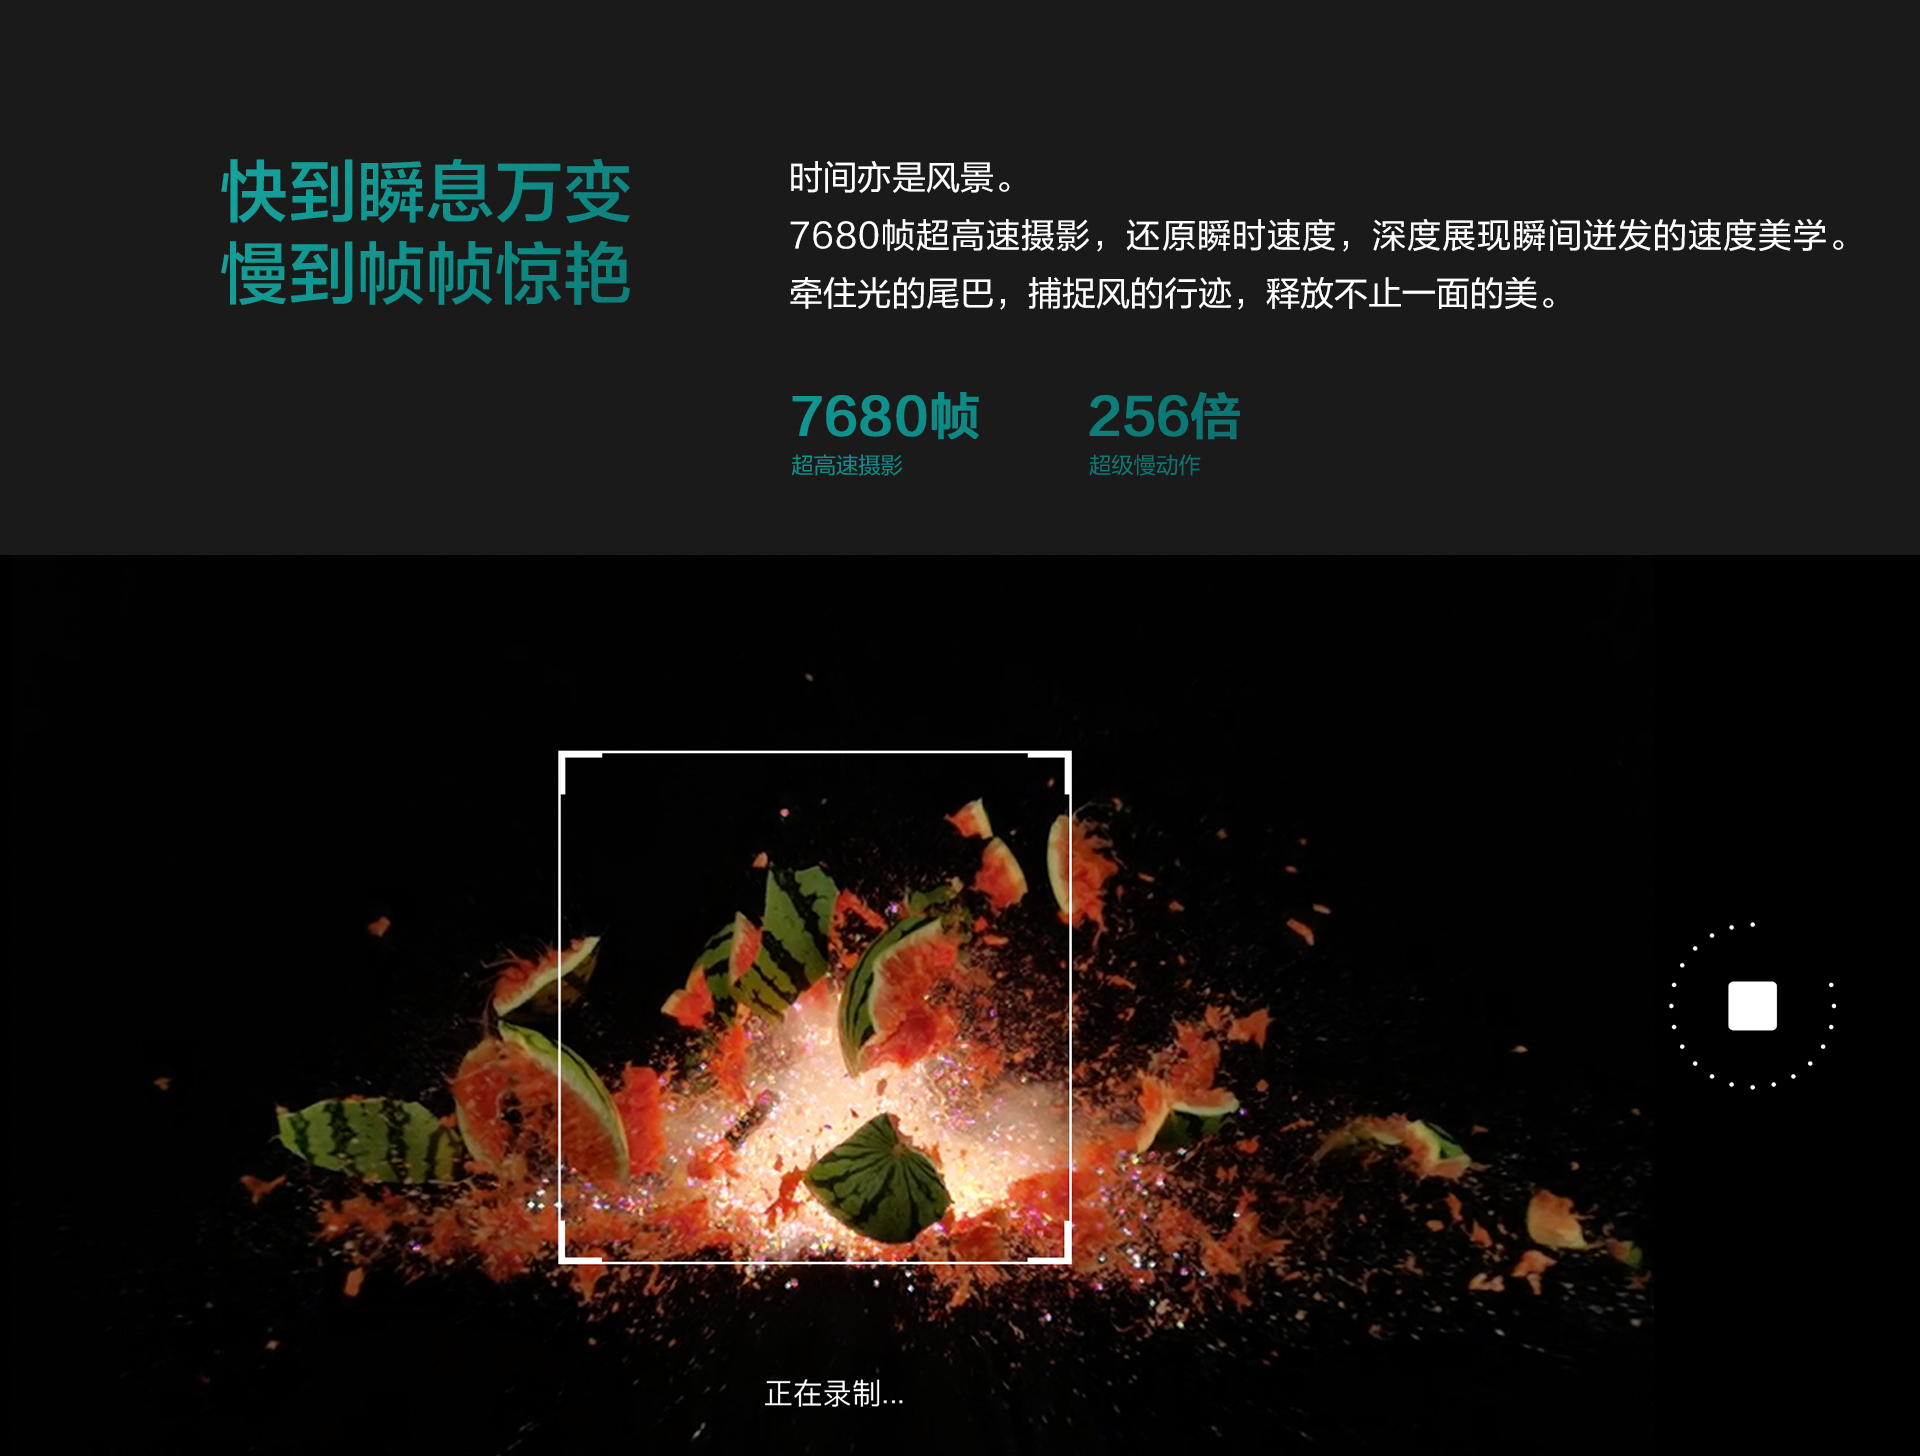 快到瞬息万变
慢到帧帧惊艳
时间亦是风景。
7680帧超高速摄影，还原瞬时速度，深度展现瞬间迸发的速度美学。
牵住光的尾巴，捕捉风的行迹，释放不止一面的美。
7680帧
超高速摄影
256倍
超级慢动作
正在录制...